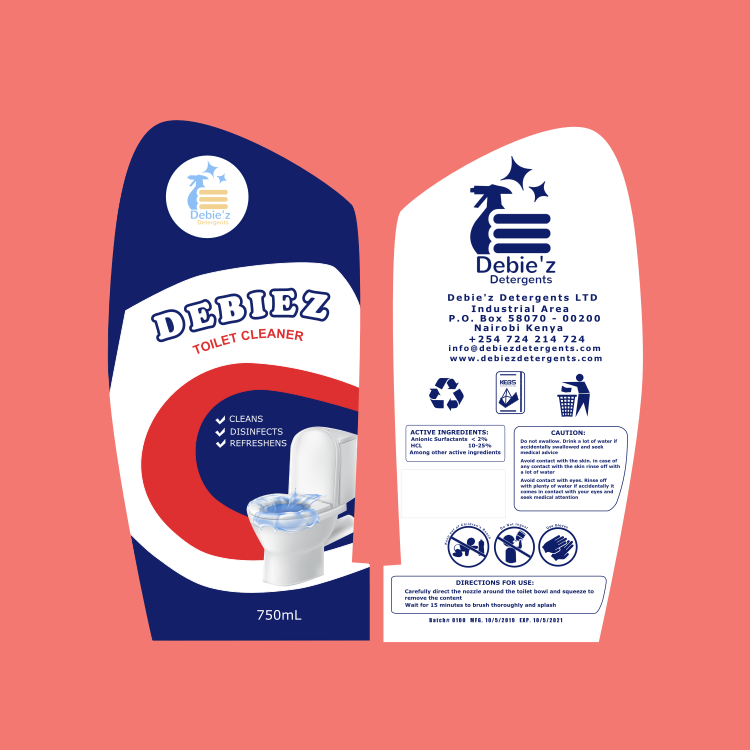 Debie'z
Detergents
DEBIEZ
TOILET CLEANER
CLEANS
DISINFECTS
REFRESHENS
750mL
Debie'z
Detergents
Debie'z Detergents LTD
Industrial Area
P.O. Box 58070 - 00200
Nairobi Kenya
+254 724 214 724
info@debiezdetergents.com
www.debiezdetergents.com
KEBS
ACTIVE INGREDIENTS:
Anionic Surfactants < 2%
HCL 10-25%
Among other active ingredients
CAUTION:
Do not swallow. Drink a lot of water if
accidentally swallowed and seek
medical advice
Avoid contact with the skin. in case of
any contact with the skin rinse off with
a lot of water
Avoid contact with eyes. Rinse off
with plenty of water if accidentally it
comes in contact with your eyes and
seek medical attention
Do Not Ingest
Use Gloves
DIRECTIONS FOR USE:
Carefully direct the nozzle around the toilet bowl and squeeze to
remove the content
Wait for 15 minutes to brush thoroughly and splash
Batch# 0100 MFG. 10/5/2019 EXP. 10/5/2021